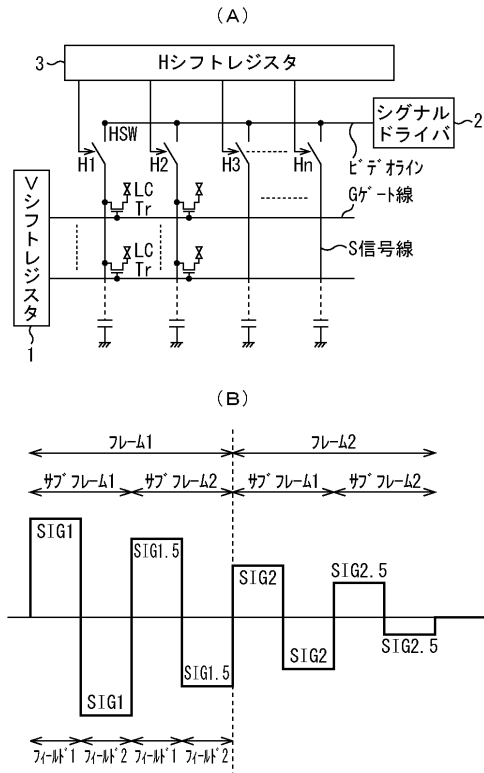 (A)
3
Hシフトレジスタ
シグナル
ドライバ
2
HSW
H1
H2
H3
Hn
ビデオライン
Gゲート線
Vシフトレジスタ
LC
Tr
LC
Tr
S信号線
1
(B)
フレーム1
フレーム2
サブフレーム1
サブフレーム2
サブフレーム1
サブフレーム2
SIG1
SIG1.5
SIG2
SIG2.5
SIG1
SIG1.5
SIG2
SIG2.5
フィールド1
フィールド2
フィールド1
フィールド2